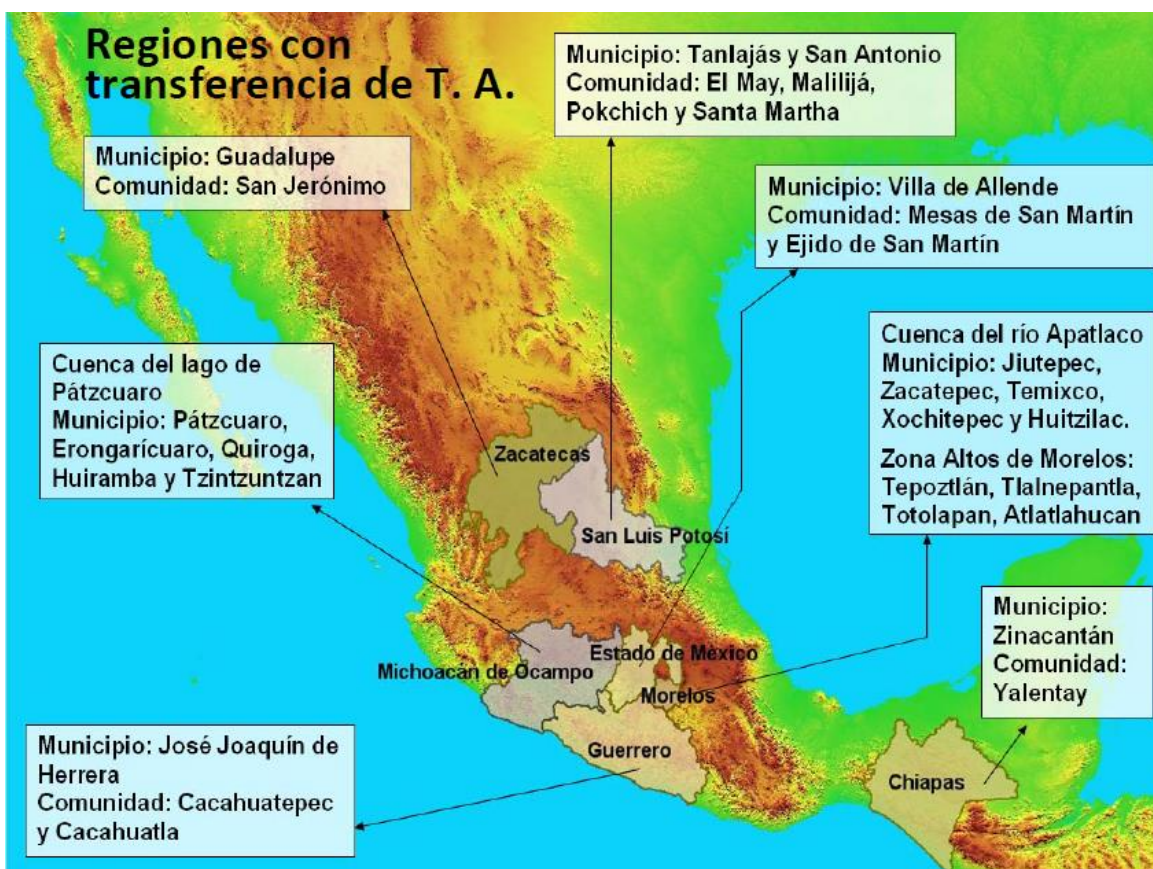 Regiones con
transferencia de T. A.
Municipio: Tanlajás y San Antonio
Comunidad: El May, Malilijá,
Pokchich y Santa Martha
Municipio: Guadalupe
Comunidad: San Jerónimo
Municipio: Villa de Allende
Comunidad: Mesas de San Martín
y Ejido de San Martín
Cuenca del río Apatlaco
Municipio: Jiutepec,
Zacatepec, Temixco,
Xochitepec y Huitzilac.
Zona Altos de Morelos:
Tepoztlán, Tlalnepantla,
Totolapan, Atlatlahucan
Cuenca del lago de
Pátzcuaro
Municipio: Pátzcuaro,
Erongarícuaro, Quiroga,
Huiramba y Tzintzuntzan
Zacatecas
San Luis Potosí
Municipio:
Zinacantán
Comunidad:
Yalentay
Estado de México
Michoacán de Ocampo
Morelos
Guerrero
Chiapas
Municipio: José Joaquín de
Herrera
Comunidad: Cacahuatepec
y Cacahuatla